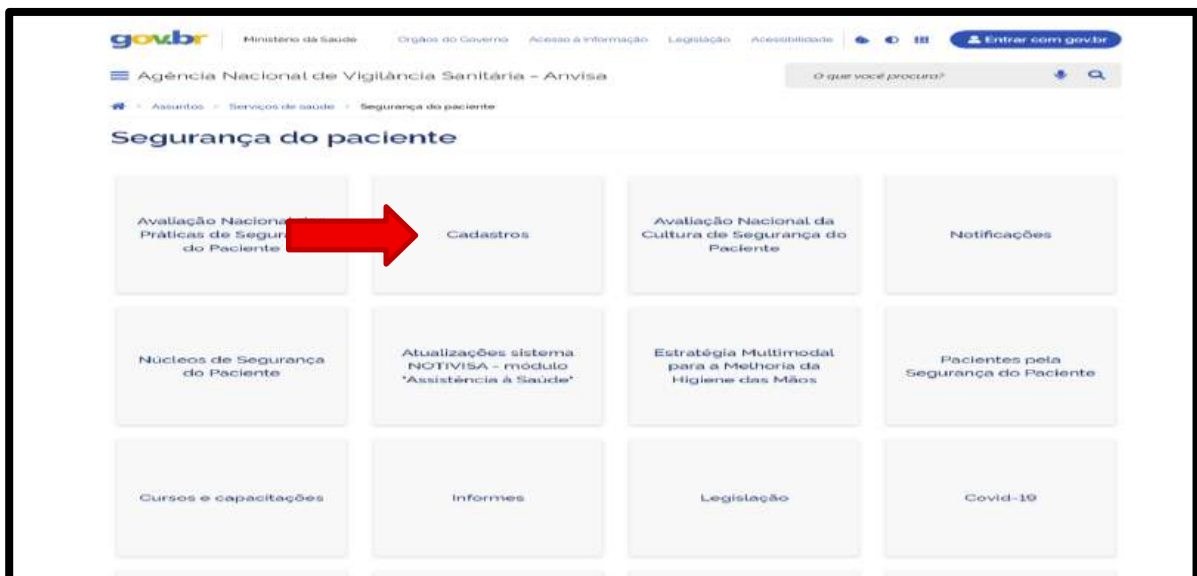 gov.br
Ministério da Saúde
Órgãos do Governo
Acesso à Informação
Legislação
Acessibilidade
Entrar com gov.br
Agência Nacional de Vigilância Sanitária - Anvisa
O que você procura?
Assuntos > Serviços de saúde > Segurança do paciente
Segurança do paciente
Avaliação Nacional
Práticas de Segur
do Paciente
Cadastros
Avaliação Nacional da
Cultura de Segurança do
Paciente
Notificações
Núcleos de Segurança
do Paciente
Atualizações sistema
NOTIVISA - módulo
"Assistência à Saúde"
Estratégia Multimodal
para a Melhoria da
Higiene das Mãos
Pacientes pela
Segurança do Paciente
Cursos e capacitações
Informes
Legislação
Covid-19